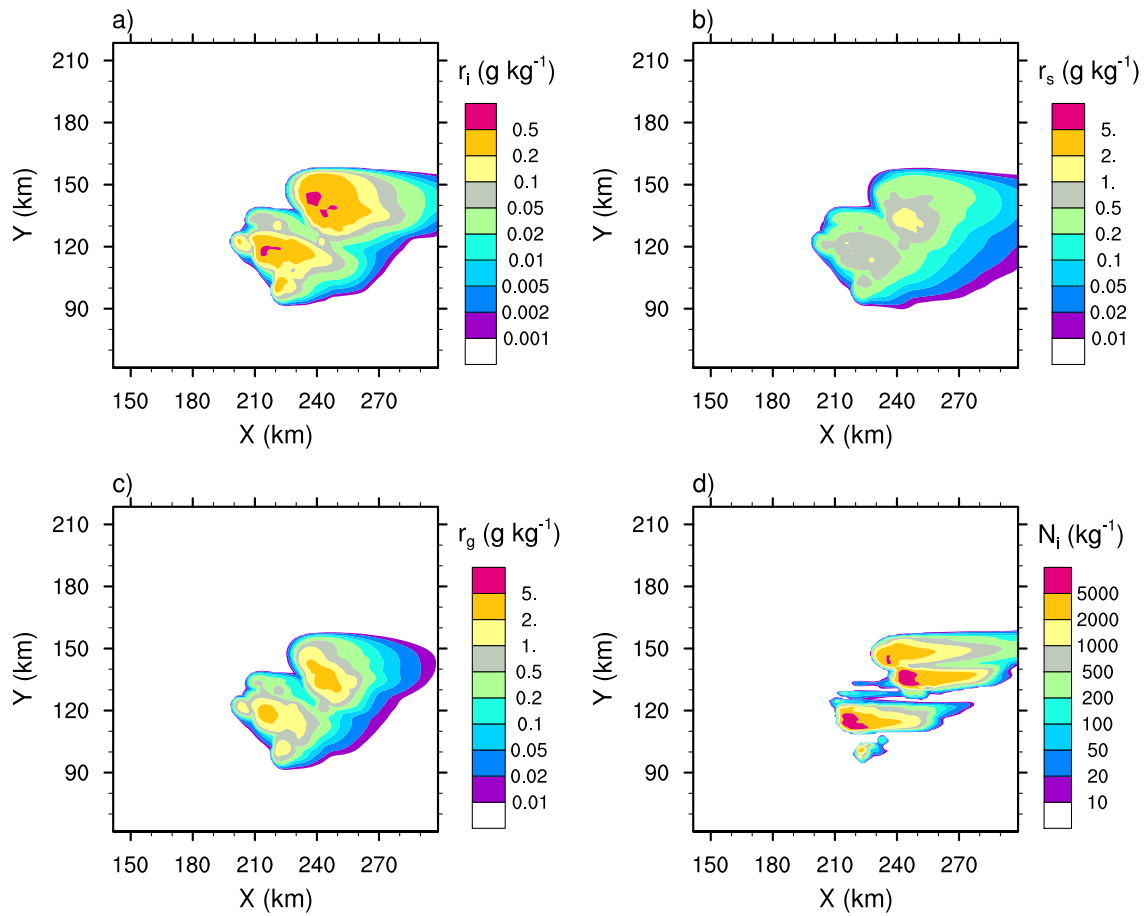 a)
r_i (g kg^-1)
210
180
150
120
90
Y (km)
150 180 210 240 270
X (km)
0.5
0.2
0.1
0.05
0.02
0.01
0.005
0.002
0.001
b)
r_s (g kg^-1)
210
180
150
120
90
Y (km)
150 180 210 240 270
X (km)
5.
2.
1.
0.5
0.2
0.1
0.05
0.02
0.01
c)
r_g (g kg^-1)
210
180
150
120
90
Y (km)
150 180 210 240 270
X (km)
5.
2.
1.
0.5
0.2
0.1
0.05
0.02
0.01
d)
N_i (kg^-1)
210
180
150
120
90
Y (km)
150 180 210 240 270
X (km)
5000
2000
1000
500
200
100
50
20
10